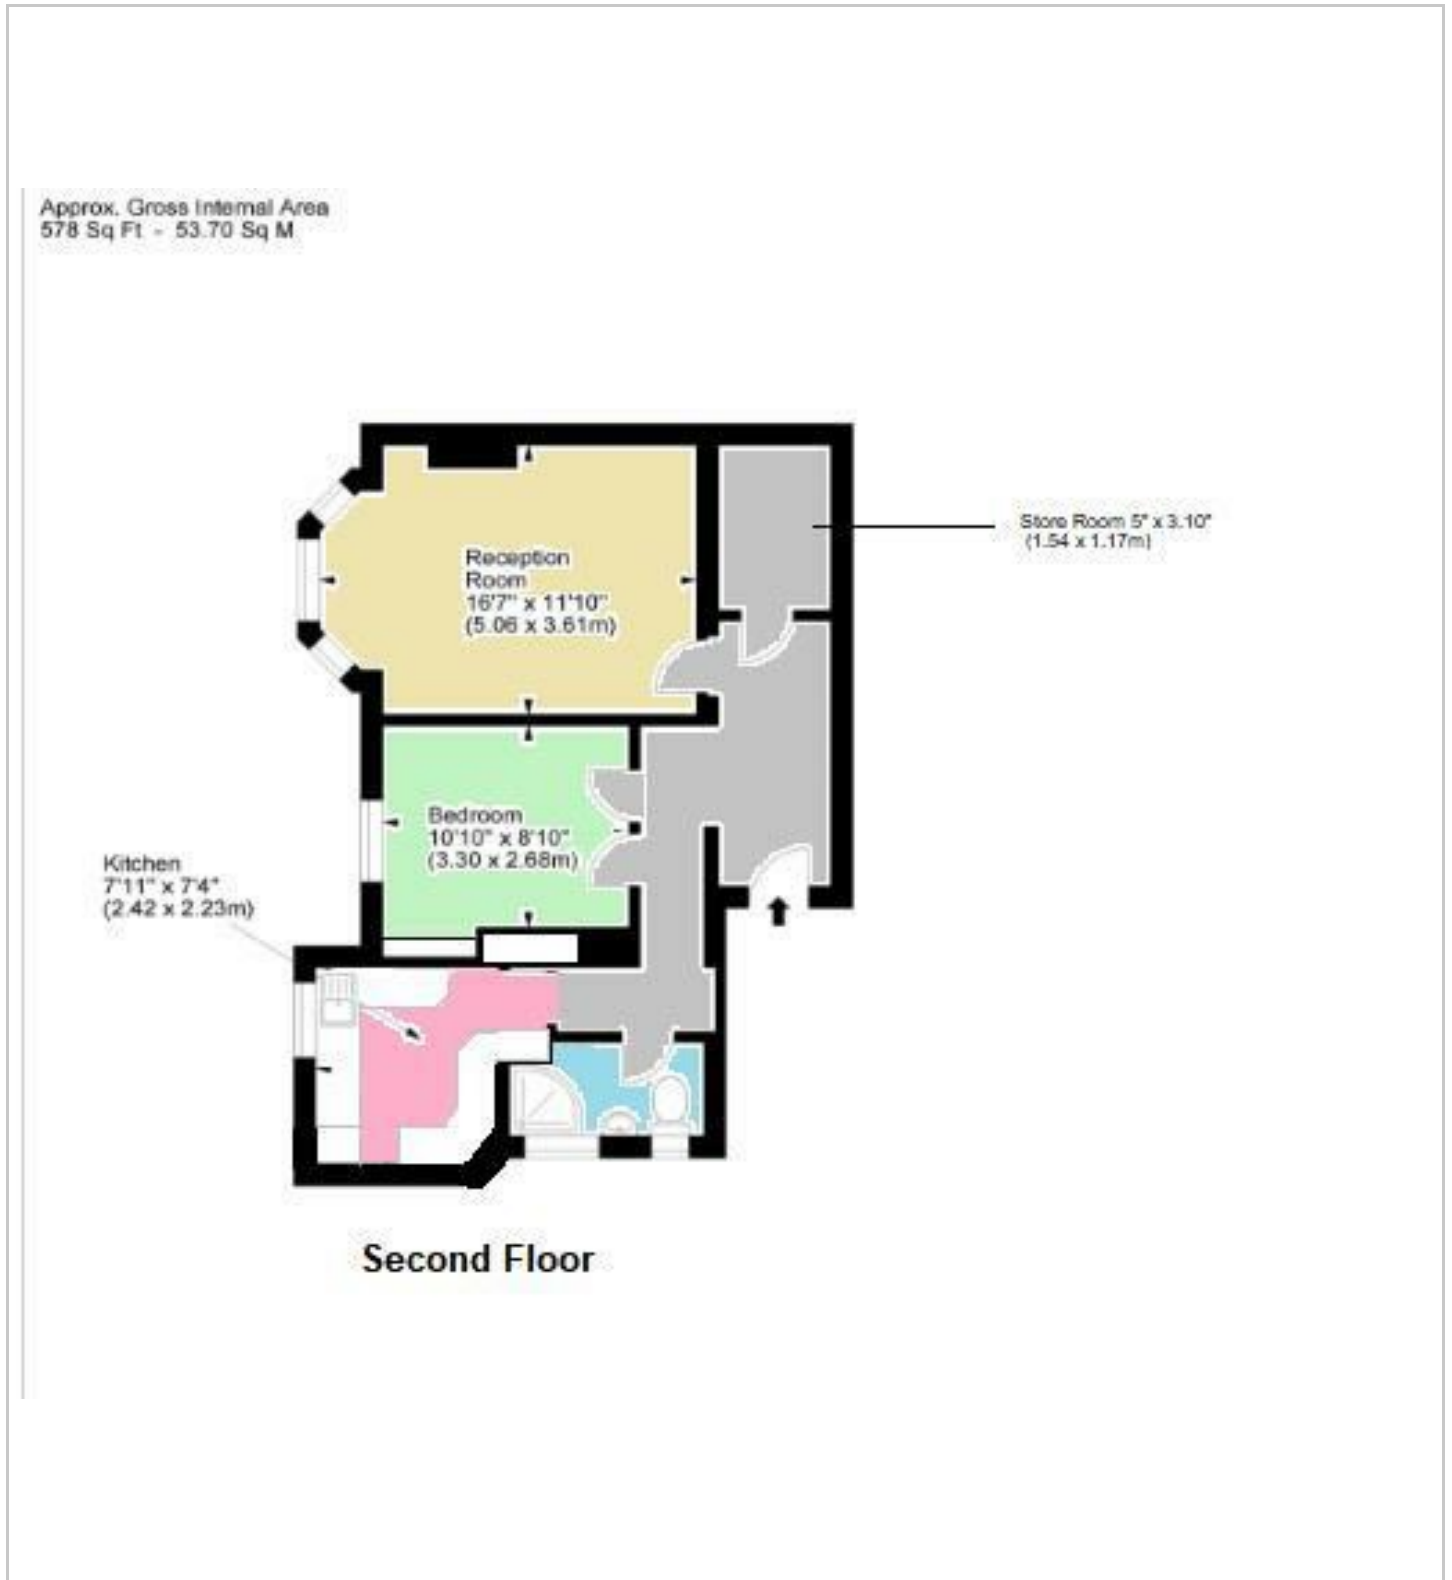 Approx. Gross Internal Area
578 Sq Ft - 53.70 Sq M
Store Room 5" x 3.10"
(1.54 x 1.17m)
Reception
Room
16'7" x 11'10"
(5.06 x 3.61m)
Bedroom
10'10" x 8'10"
(3.30 x 2.68m)
Kitchen
7'11" x 7'4"
(2.42 x 2.23m)
Second Floor